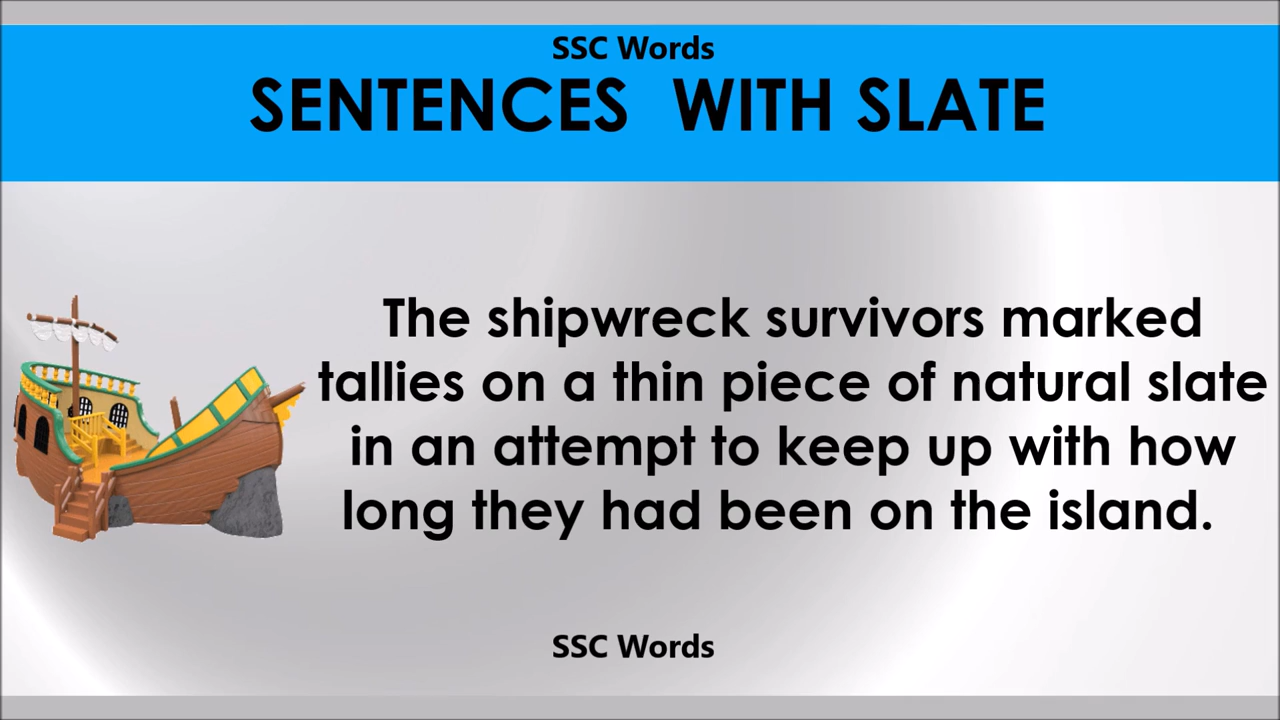 SSC Words
SENTENCES WITH SLATE
The shipwreck survivors marked
tallies on a thin piece of natural slate
in an attempt to keep up with how
long they had been on the island.
SSC Words